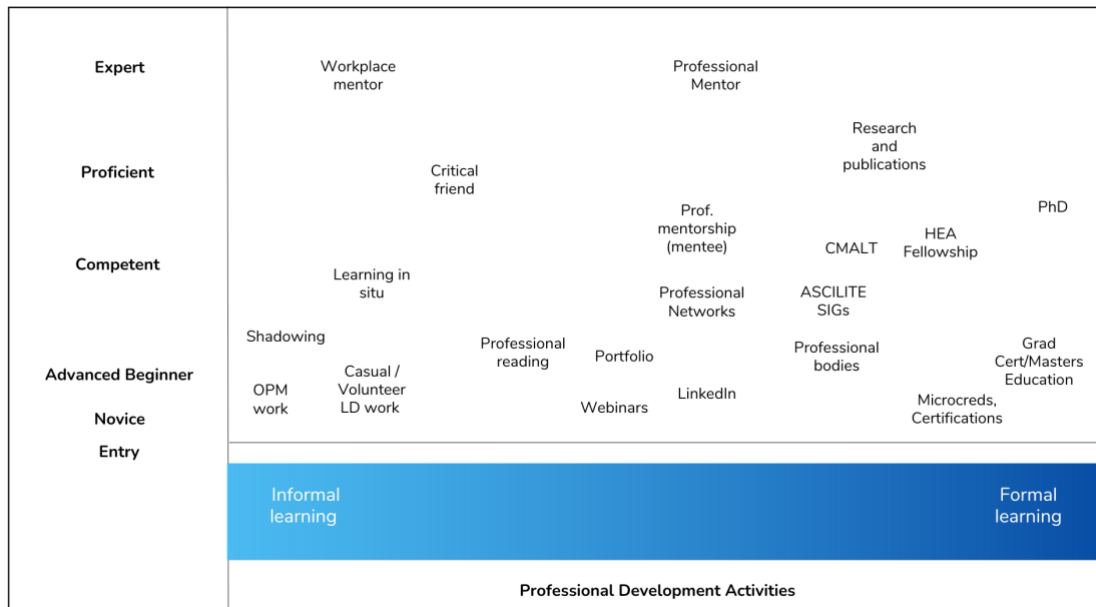 Expert
Workplace
mentor
Professional
Mentor
Research
and
publications
Proficient
Critical
friend
PhD
Prof.
mentorship
(mentee)
CMALT
HEA
Fellowship
Competent
Learning in
situ
Professional
Networks
ASCILITE
SIGs
Shadowing
Professional
reading
Portfolio
Professional
bodies
Grad
Cert/Masters
Education
Advanced Beginner
OPM
work
Casual /
Volunteer
LD work
LinkedIn
Webinars
Microcreds,
Certifications
Novice
Entry
Informal
learning
Formal
learning
Professional Development Activities